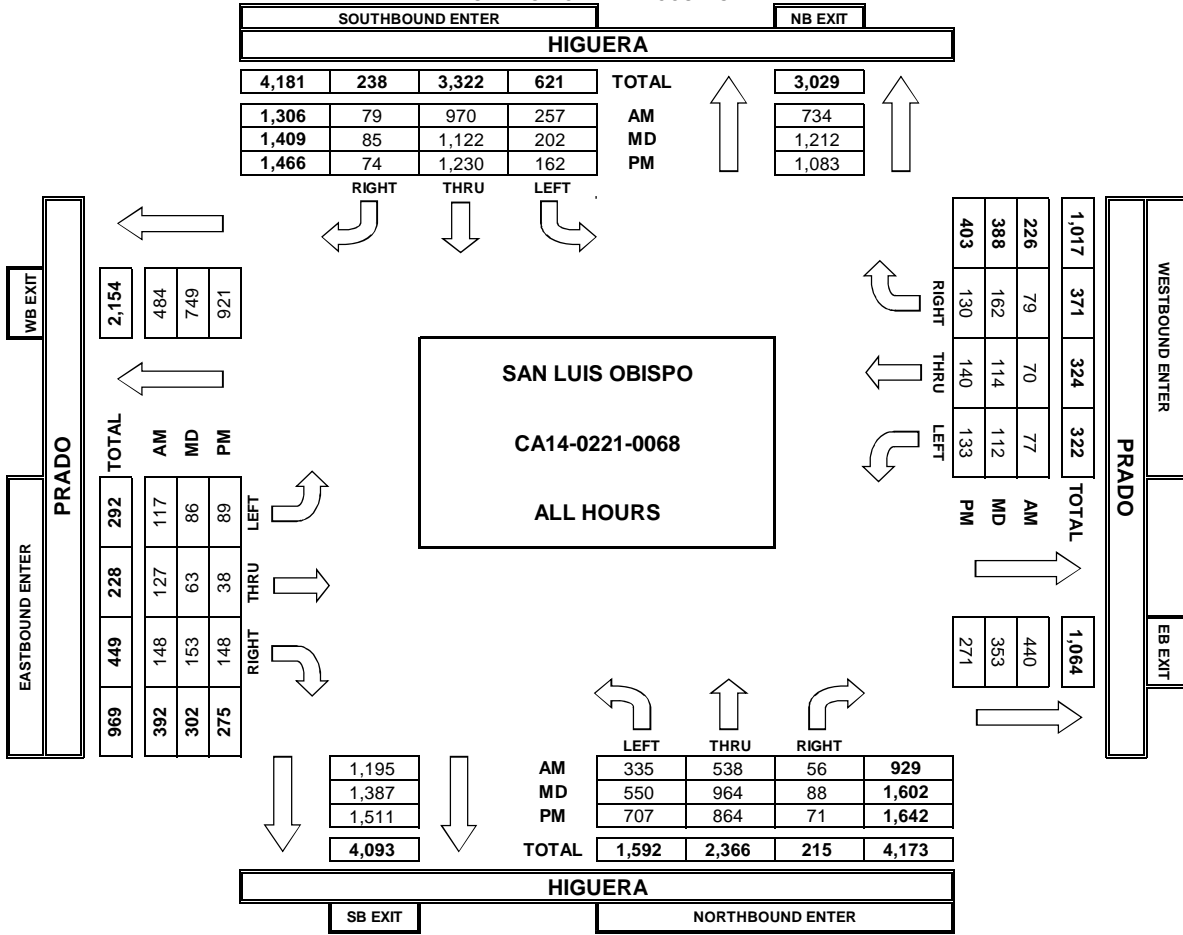 SOUTHBOUND ENTER NB EXIT
HIGUERA
4,181 238 3,322 621 TOTAL 3,029
1,306 79 970 257 AM 734
1,409 85 1,122 202 MD 1,212
1,466 74 1,230 162 PM 1,083
RIGHT THRU LEFT
WB EXIT
PRADO
EASTBOUND ENTER
2,154 484 749 921
TOTAL AM MD PM
292 117 86 89 LEFT
228 127 63 38 THRU
449 148 153 148 RIGHT
969 392 302 275
SAN LUIS OBISPO
CA14-0221-0068
ALL HOURS
403 388 226 1,017
RIGHT 130 162 79 371
THRU 140 114 70 324
LEFT 133 112 77 322
PM MD AM TOTAL
271 353 440 1,064
WESTBOUND ENTER
PRADO
EB EXIT
LEFT THRU RIGHT
1,195 AM 335 538 56 929
1,387 MD 550 964 88 1,602
1,511 PM 707 864 71 1,642
4,093 TOTAL 1,592 2,366 215 4,173
HIGUERA
SB EXIT NORTHBOUND ENTER